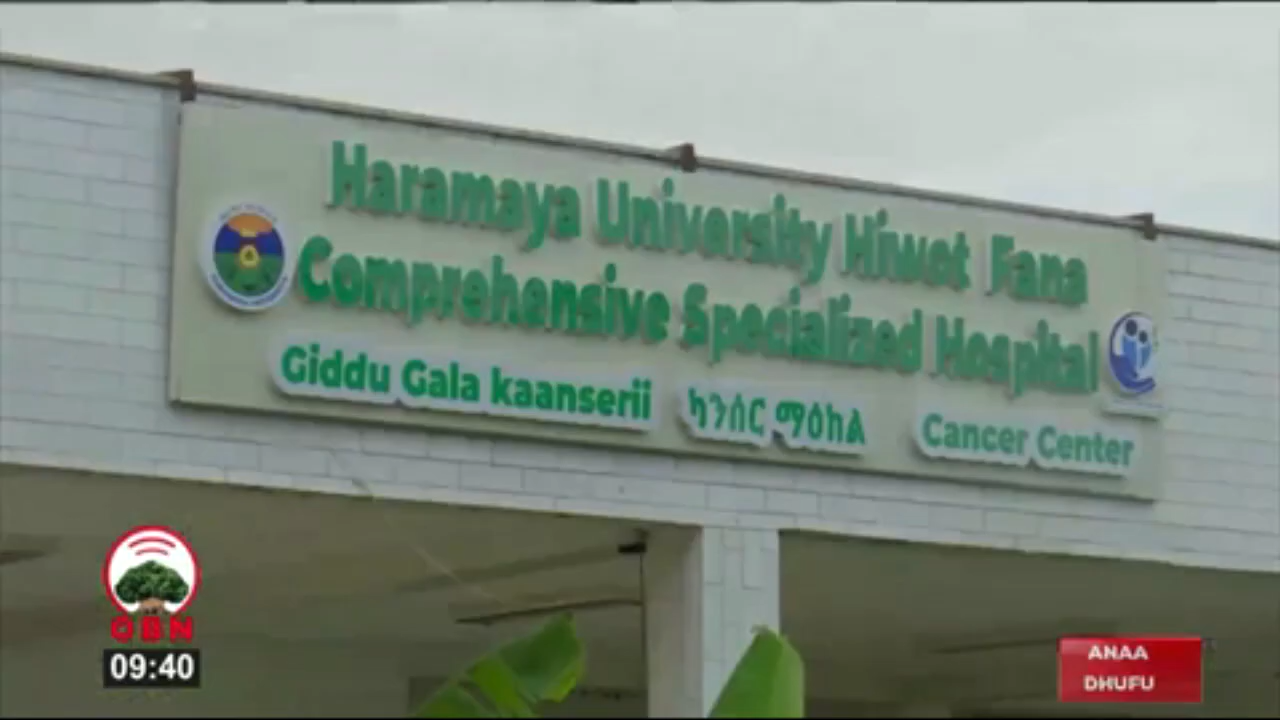 Haramaya University Hiwot Fana
Comprehensive Specialized Hospital
Giddu Gala kaanserii ካንሰር ማዕከል Cancer Center
OBN
09:40
ANAA
DHUFU